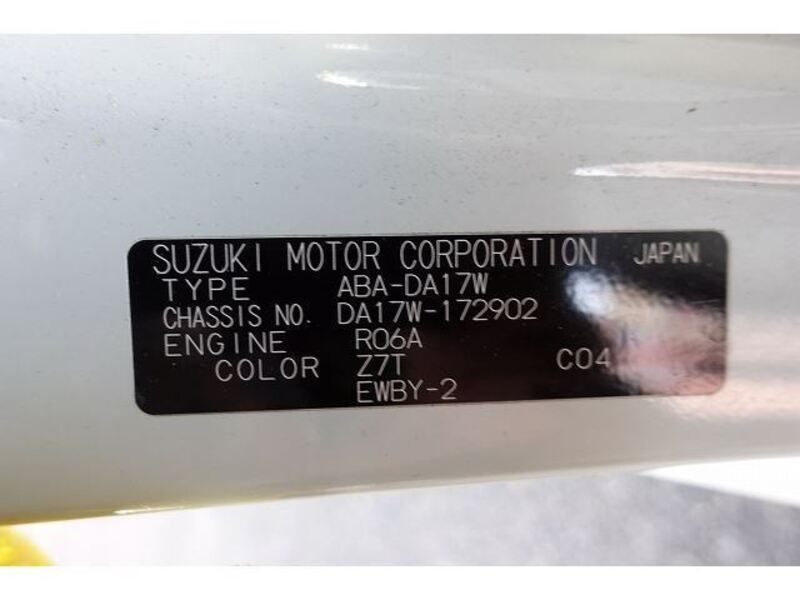 SUZUKI MOTOR CORPORATION JAPAN
TYPE ABA-DA17W
CHASSIS NO. DA17W-172902
ENGINE R06A
COLOR Z7T C04
EWBY-2